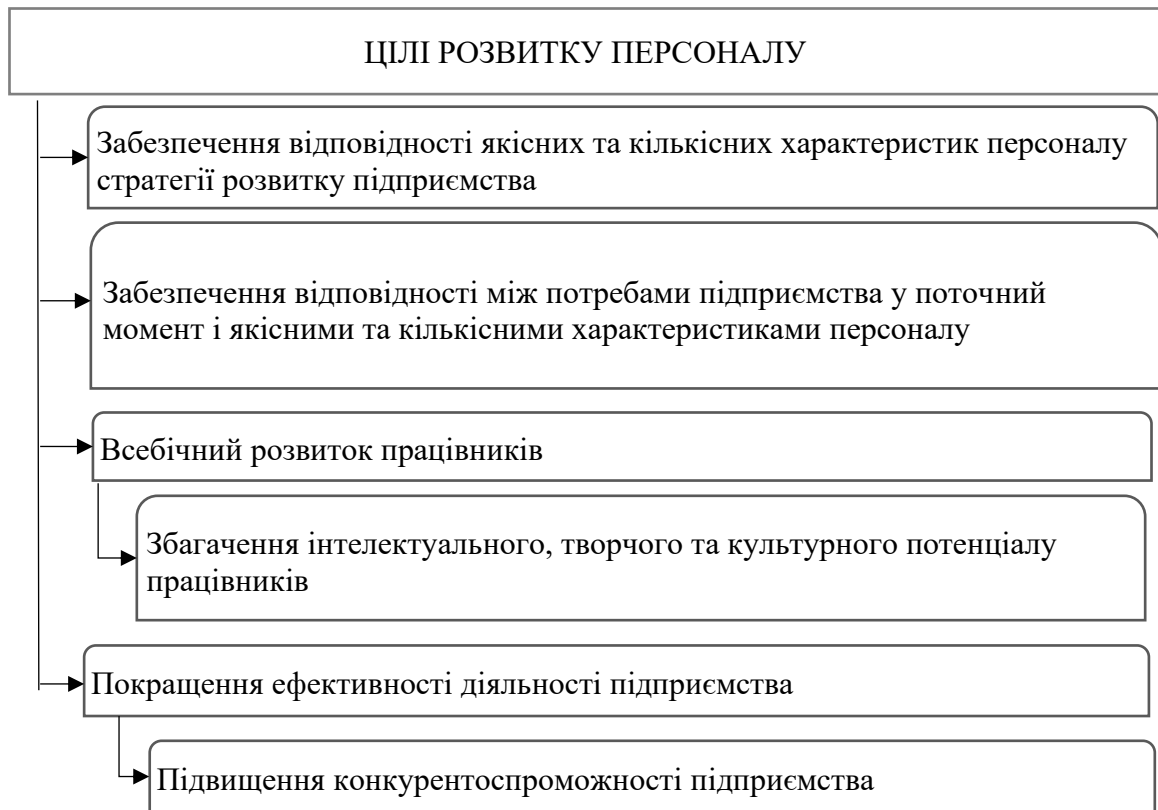 ЦІЛІ РОЗВИТКУ ПЕРСОНАЛУ
Забезпечення відповідності якісних та кількісних характеристик персоналу
стратегії розвитку підприємства
Забезпечення відповідності між потребами підприємства у поточний
момент і якісними та кількісними характеристиками персоналу
Всебічний розвиток працівників
Збагачення інтелектуального, творчого та культурного потенціалу
працівників
Покращення ефективності діяльності підприємства
Підвищення конкурентоспроможності підприємства